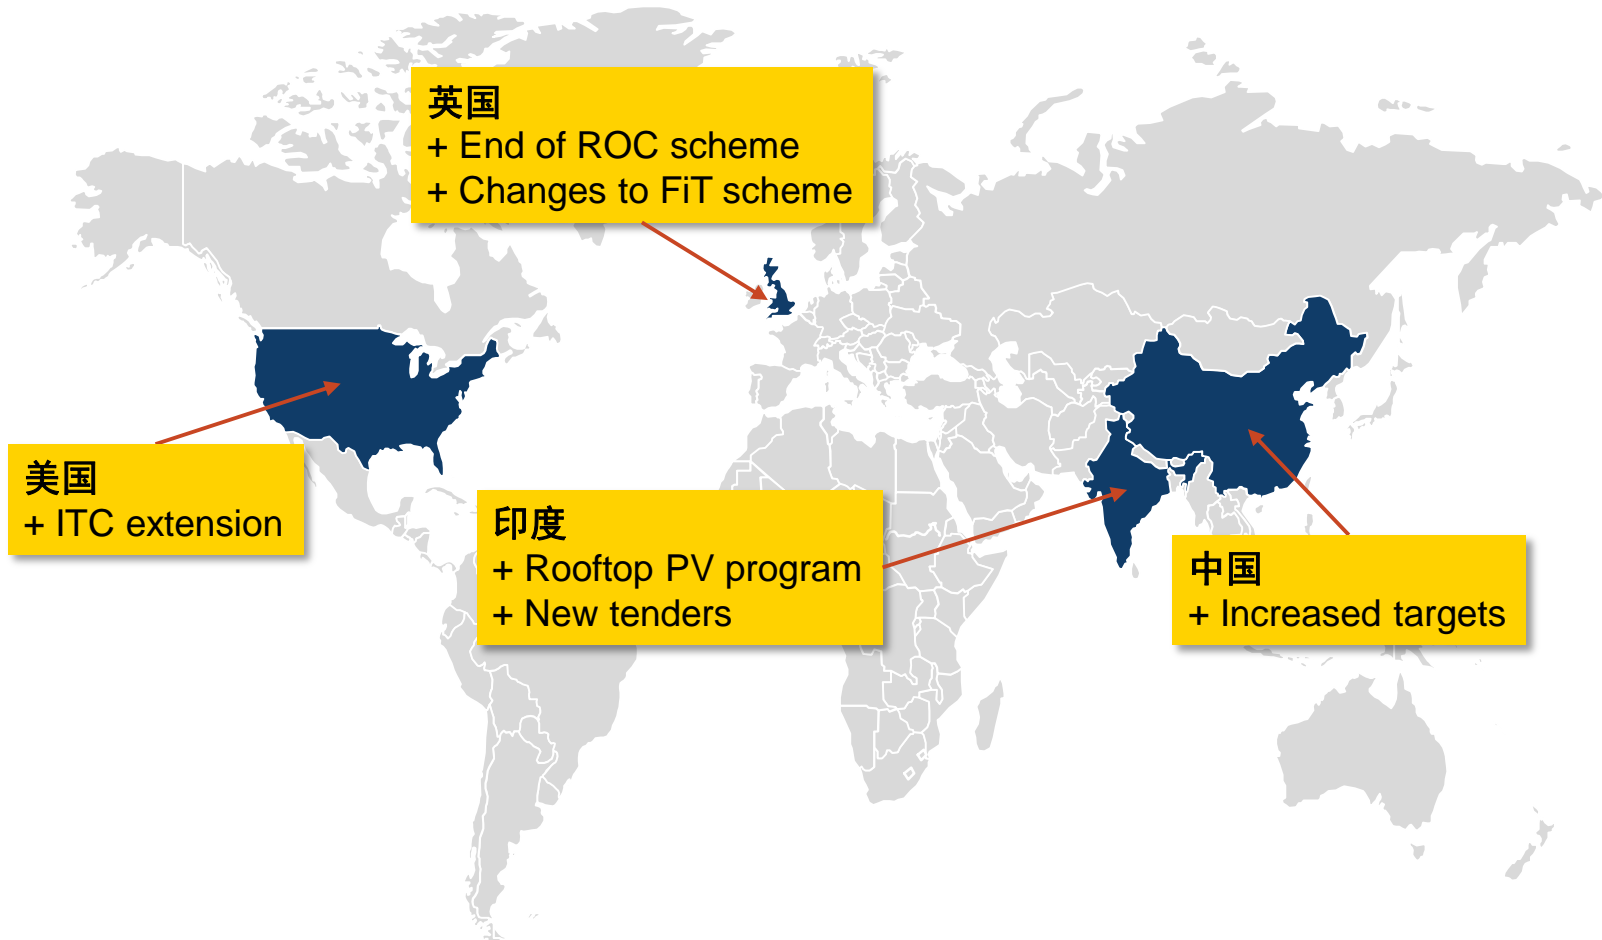 英国
+ End of ROC scheme
+ Changes to FiT scheme
美国
+ ITC extension
印度
+ Rooftop PV program
+ New tenders
中国
+ Increased targets